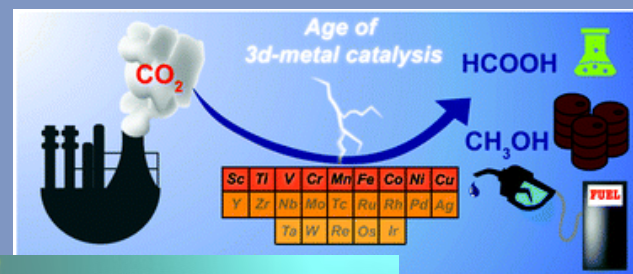 Age of
3d-metal catalysis
CO2
HCOOH
CH3OH
Sc Ti V Cr Mn Fe Co Ni Cu
Y Zr Nb Mo Tc Ru Rh Pd Ag
Ta W Re Os Ir
FUEL